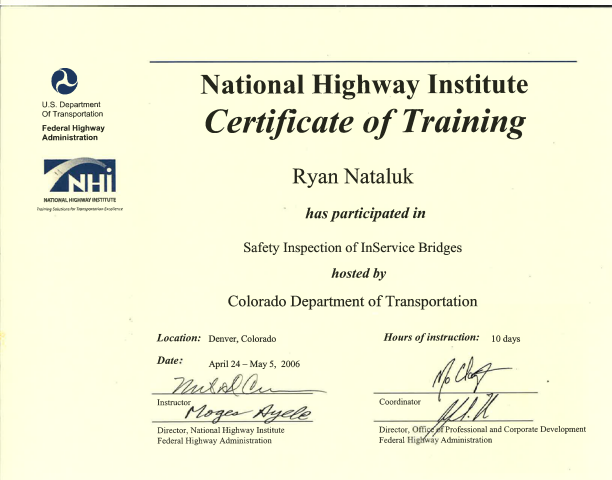 National Highway Institute
Certificate of Training
U.S. Department
Of Transportation
Federal Highway
Administration
NHi
NATIONAL HIGHWAY INSTITUTE
Training Solutions for Transportation Excellence
Ryan Nataluk
has participated in
Safety Inspection of InService Bridges
hosted by
Colorado Department of Transportation
Location: Denver, Colorado
Hours of instruction: 10 days
Date: April 24 – May 5, 2006
Instructor
Coordinator
Moges Ayele
Director, National Highway Institute
Federal Highway Administration
Director, Office of Professional and Corporate Development
Federal Highway Administration